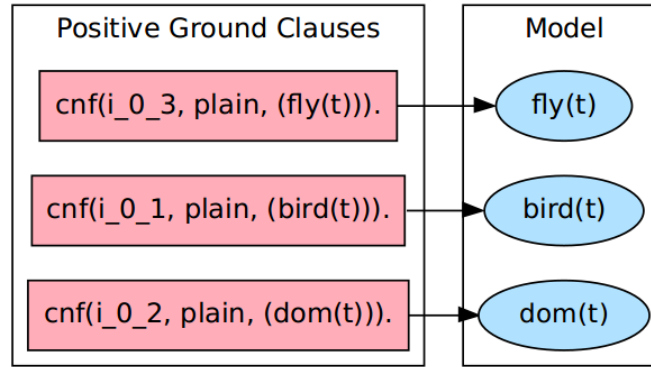 Positive Ground Clauses
Model
cnf(i_0_3, plain, (fly(t))).
fly(t)
cnf(i_0_1, plain, (bird(t))).
bird(t)
cnf(i_0_2, plain, (dom(t))).
dom(t)